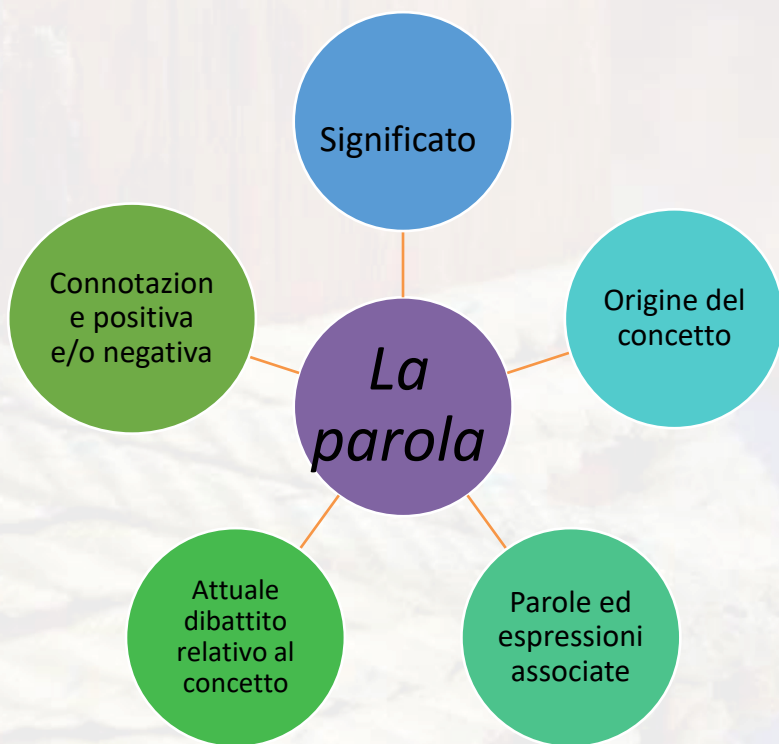 Significato
Origine del
concetto
Parole ed
espressioni
associate
Attuale
dibattito
relativo al
concetto
Connotazion
e positiva
e/o negativa
La
parola